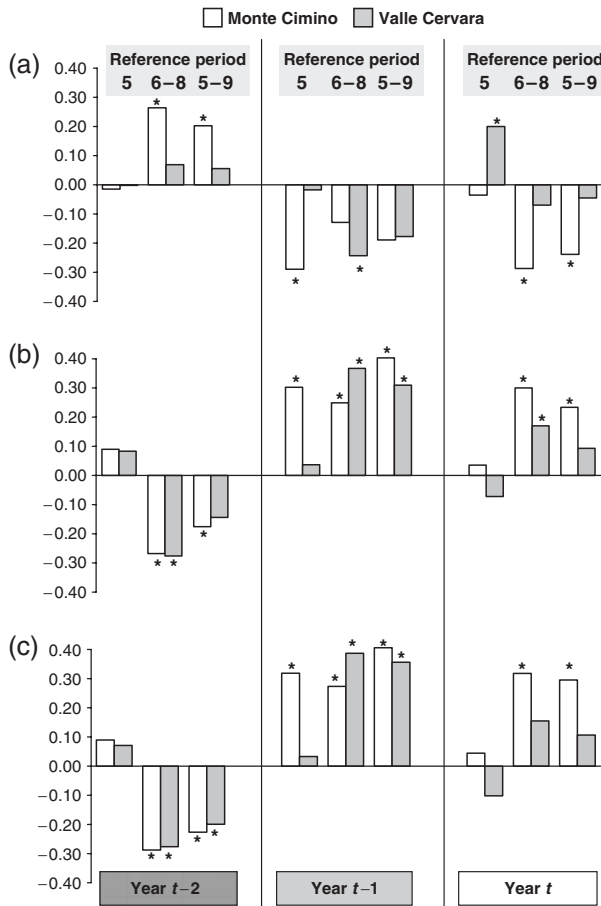 Monte Cimino Valle Cervara
(a)
Reference period Reference period Reference period
5 6–8 5–9 5 6–8 5–9 5 6–8 5–9
0.40
0.30
0.20
0.10
0.00
−0.10
−0.20
−0.30
−0.40
* * * * * * *
(b)
0.40
0.30
0.20
0.10
0.00
−0.10
−0.20
−0.30
−0.40
* * * * * * * * * * *
(c)
0.40
0.30
0.20
0.10
0.00
−0.10
−0.20
−0.30
−0.40
* * * * * * * * * * *
Year t−2 Year t−1 Year t